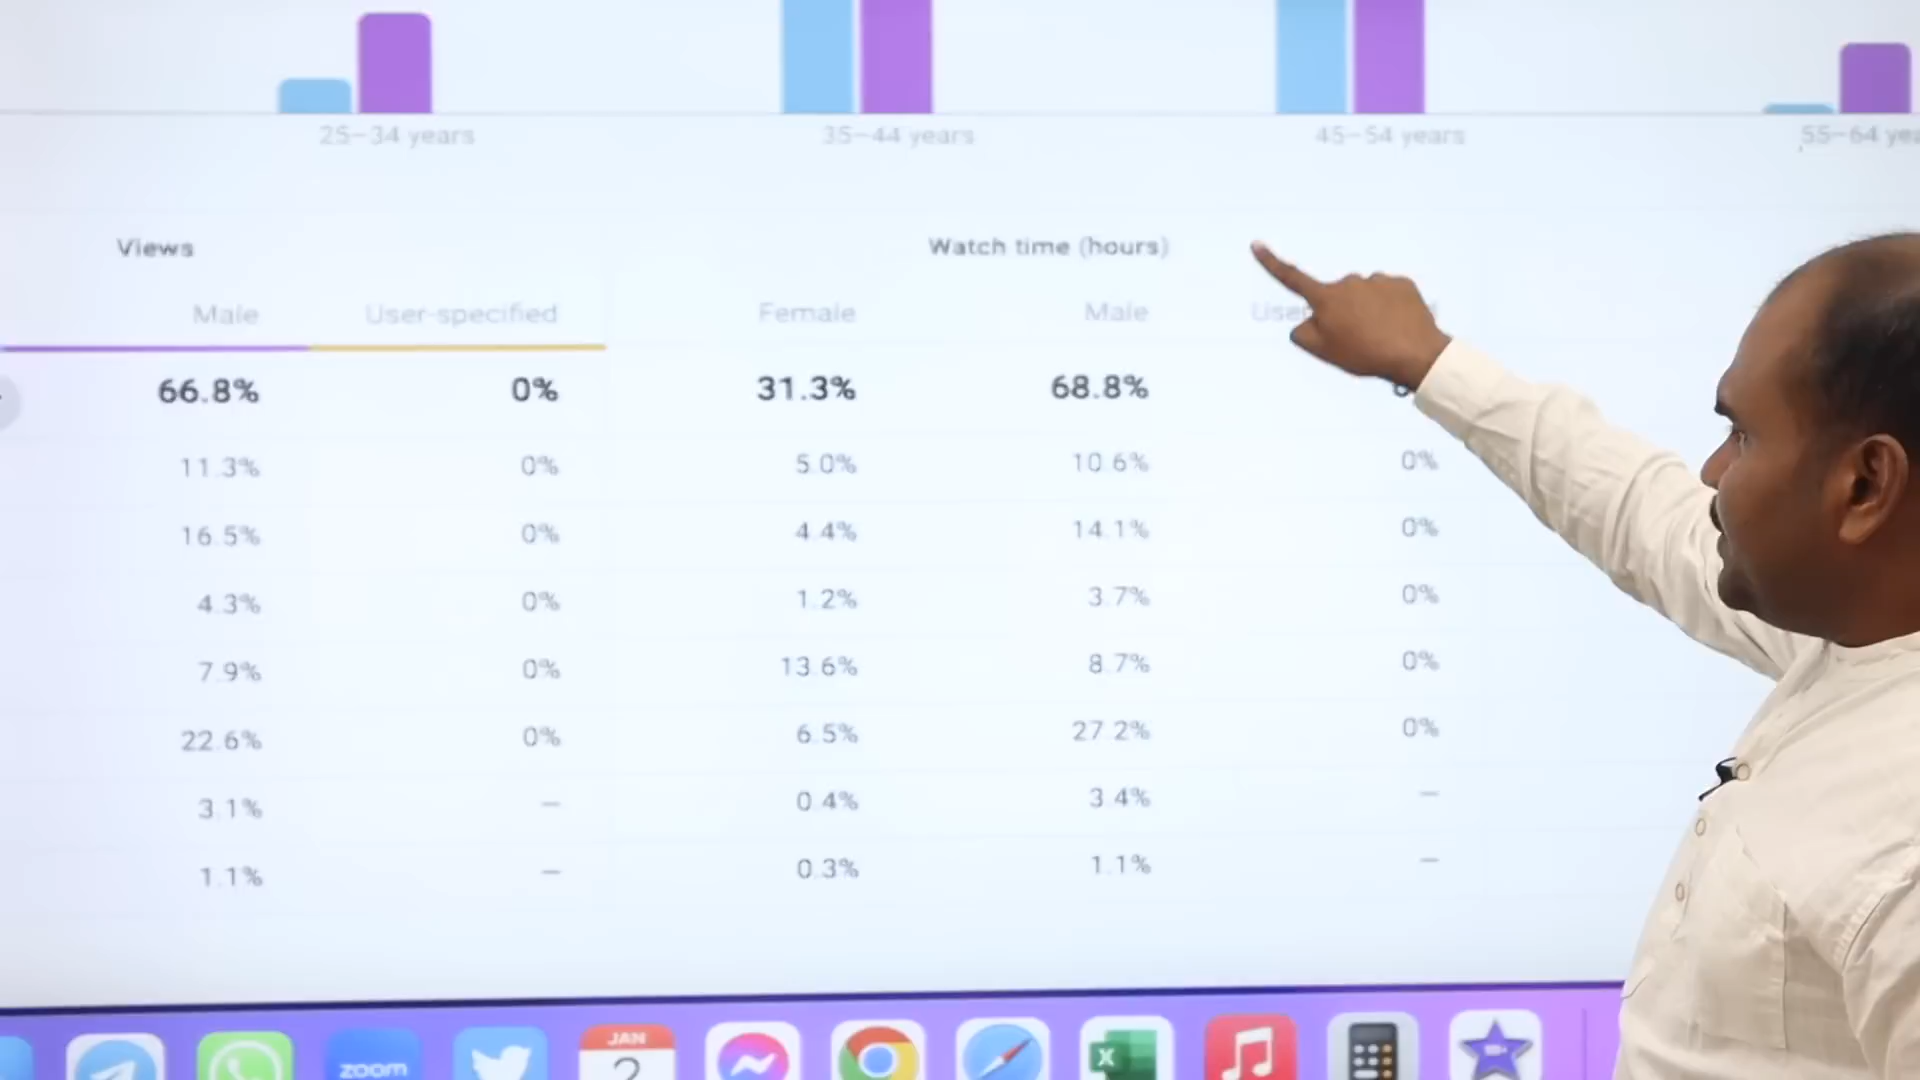 25–34 years 35–44 years 45–54 years 55–64
Views Watch time (hours)
Male User-specified Female Male
66.8% 0% 31.3% 68.8%
11.3% 0% 5.0% 10.6% 0%
16.5% 0% 4.4% 14.1% 0%
4.3% 0% 1.2% 3.7% 0%
7.9% 0% 13.6% 8.7% 0%
22.6% 0% 6.5% 27.2% 0%
3.1% – 0.4% 3.4% –
1.1% – 0.3% 1.1% –
JAN
zoom 2 X